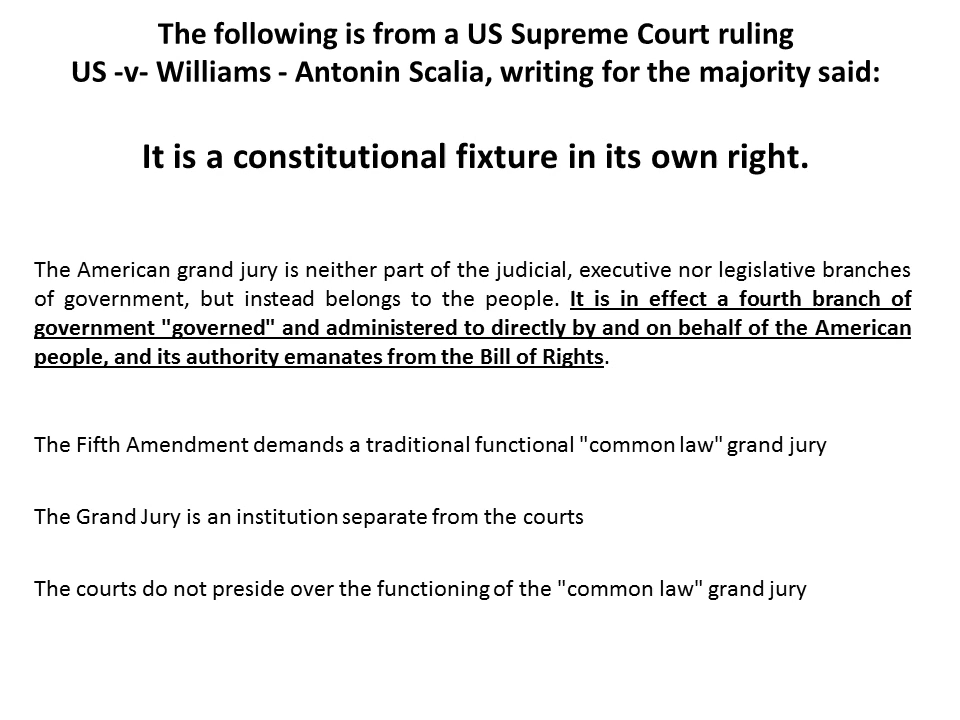 The following is from a US Supreme Court ruling
US -v- Williams - Antonin Scalia, writing for the majority said:
It is a constitutional fixture in its own right.
The American grand jury is neither part of the judicial, executive nor legislative branches
of government, but instead belongs to the people. It is in effect a fourth branch of
government "governed" and administered to directly by and on behalf of the American
people, and its authority emanates from the Bill of Rights.
The Fifth Amendment demands a traditional functional "common law" grand jury
The Grand Jury is an institution separate from the courts
The courts do not preside over the functioning of the "common law" grand jury